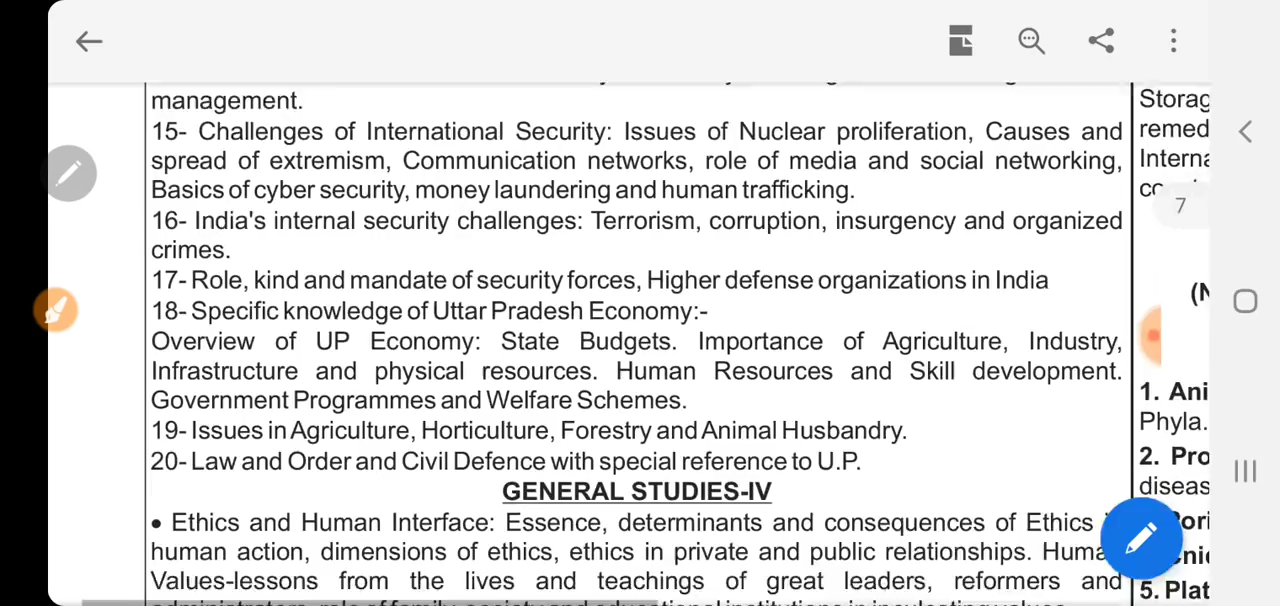 management.
15- Challenges of International Security: Issues of Nuclear proliferation, Causes and
spread of extremism, Communication networks, role of media and social networking,
Basics of cyber security, money laundering and human trafficking.
16- India's internal security challenges: Terrorism, corruption, insurgency and organized
crimes.
17- Role, kind and mandate of security forces, Higher defense organizations in India
18- Specific knowledge of Uttar Pradesh Economy:-
Overview of UP Economy: State Budgets. Importance of Agriculture, Industry,
Infrastructure and physical resources. Human Resources and Skill development.
Government Programmes and Welfare Schemes.
19- Issues in Agriculture, Horticulture, Forestry and Animal Husbandry.
20- Law and Order and Civil Defence with special reference to U.P.
GENERAL STUDIES-IV
• Ethics and Human Interface: Essence, determinants and consequences of Ethics
human action, dimensions of ethics, ethics in private and public relationships. Human
Values-lessons from the lives and teachings of great leaders, reformers and
Storag
remed
Interna
7
(N
1. Ani
Phyla.
2. Pro
diseas
Pori
5. Plat